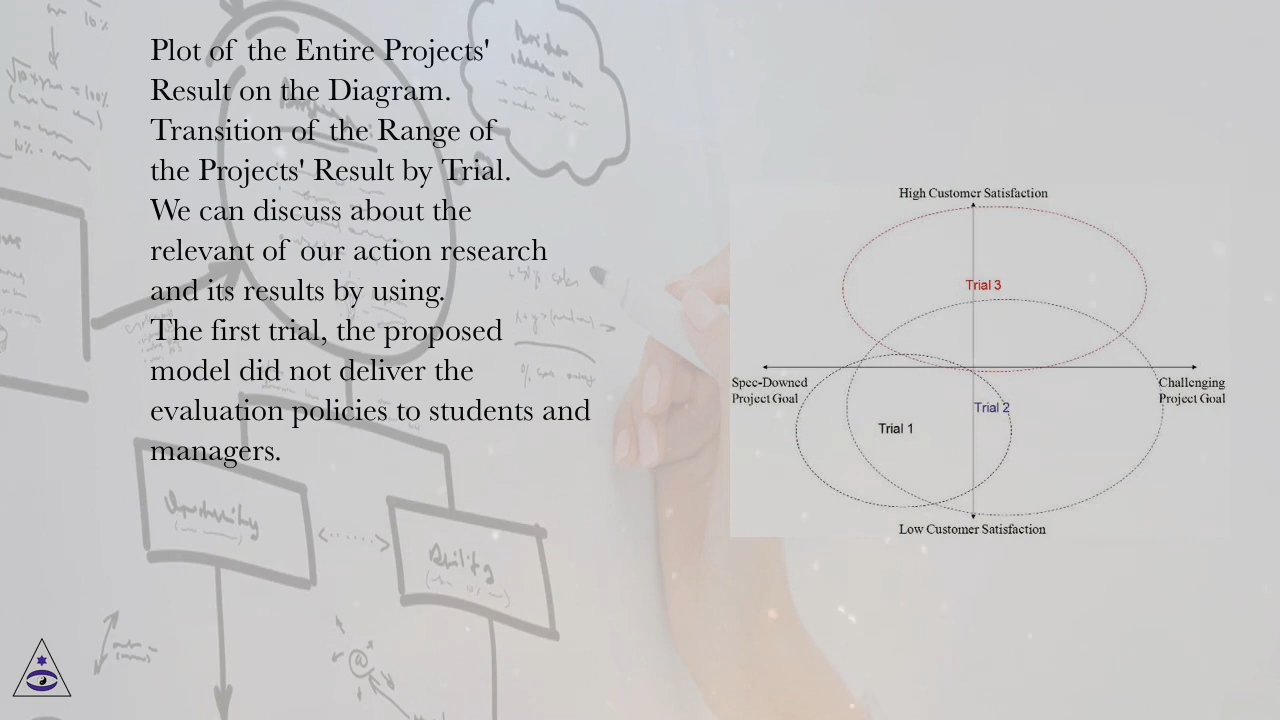 Plot of the Entire Projects'
Result on the Diagram.
Transition of the Range of
the Projects' Result by Trial.
We can discuss about the
relevant of our action research
and its results by using.
The first trial, the proposed
model did not deliver the
evaluation policies to students and
managers.
High Customer Satisfaction
Trial 3
Spec-Downed
Project Goal
Challenging
Project Goal
Trial 2
Trial 1
Low Customer Satisfaction
Ability